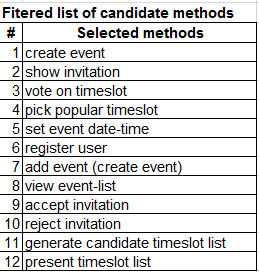 Fitered list of candidate methods
# Selected methods
1 create event
2 show invitation
3 vote on timeslot
4 pick popular timeslot
5 set event date-time
6 register user
7 add event (create event)
8 view event-list
9 accept invitation
10 reject invitation
11 generate candidate timeslot list
12 present timeslot list